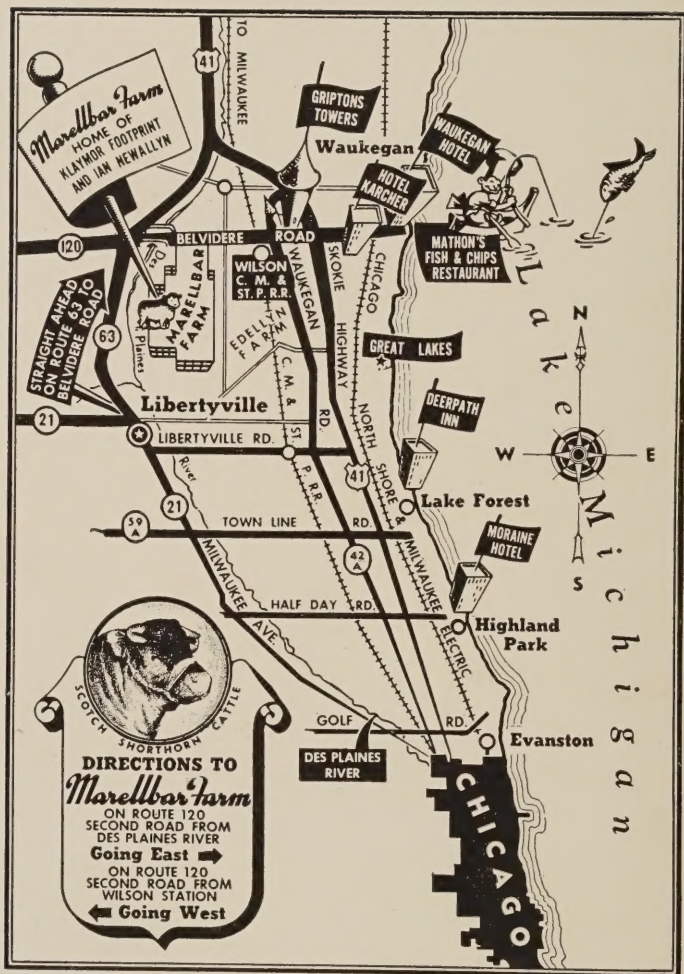 TO MILWAUKEE
41
Marellbar Farm
HOME OF
KLAYMOR FOOTPRINT
AND IAN NEWALLYN
GRIPTONS
TOWERS
Waukegan
WAUKEGAN
HOTEL
HOTEL
KARCHER
MATHON'S
FISH & CHIPS
RESTAURANT
120
BELVIDERE ROAD
Des Plaines River
MARELLBAR
FARM
WILSON
C. M. &
ST. P. R.R.
EDELLYN
FARM
WAUKEGAN RD.
SKOKIE HIGHWAY
CHICAGO NORTH SHORE & MILWAUKEE ELECTRIC
C. M. & ST. P. R.R.
63
STRAIGHT AHEAD
ON ROUTE 63 TO
BELVIDERE ROAD
GREAT LAKES
Lake Michigan
N
W
E
S
21
Libertyville
LIBERTYVILLE RD.
DEERPATH
INN
41
Lake Forest
21
59
A
TOWN LINE RD.
42
A
MORAINE
HOTEL
MILWAUKEE AVE.
HALF DAY RD.
Highland
Park
GOLF RD.
Evanston
DES PLAINES
RIVER
CHICAGO
SCOTCH SHORTHORN CATTLE
DIRECTIONS TO
Marellbar Farm
ON ROUTE 120
SECOND ROAD FROM
DES PLAINES RIVER
Going East
ON ROUTE 120
SECOND ROAD FROM
WILSON STATION
Going West